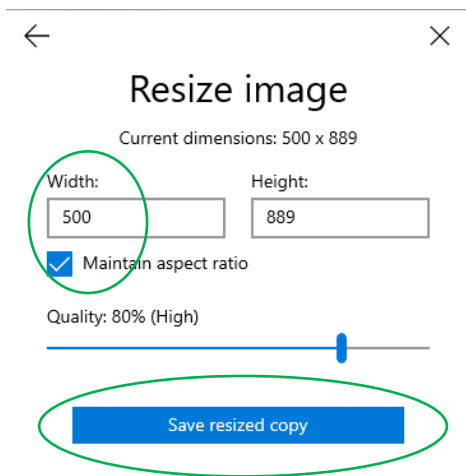 Resize image
Current dimensions: 500 x 889
Width: Height:
500 889
Maintain aspect ratio
Quality: 80% (High)
Save resized copy